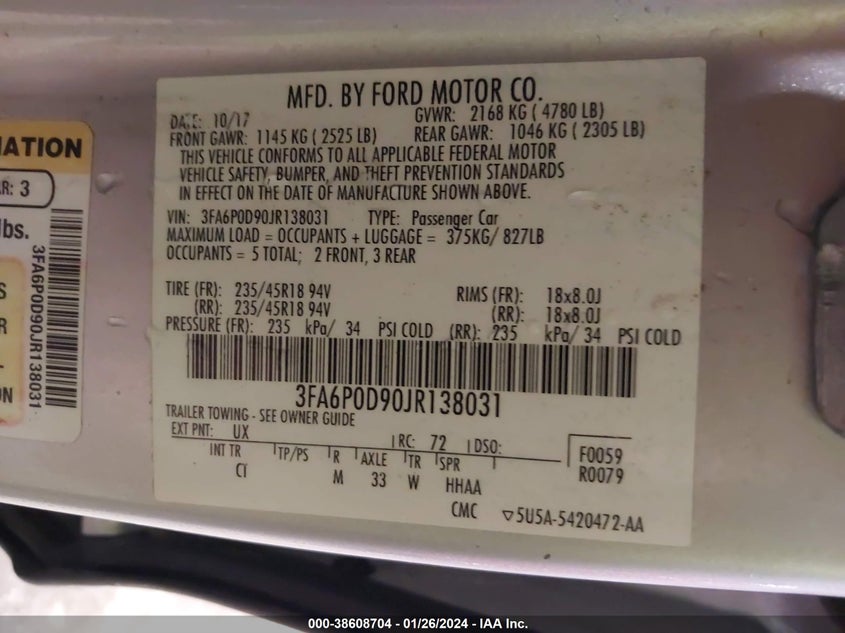 MFD. BY FORD MOTOR CO.
DATE: 10/17 GVWR: 2168 KG ( 4780 LB)
FRONT GAWR: 1145 KG ( 2525 LB) REAR GAWR: 1046 KG ( 2305 LB)
THIS VEHICLE CONFORMS TO ALL APPLICABLE FEDERAL MOTOR
VEHICLE SAFETY, BUMPER, AND THEFT PREVENTION STANDARDS
IN EFFECT ON THE DATE OF MANUFACTURE SHOWN ABOVE.
VIN: 3FA6P0D90JR138031 TYPE: Passenger Car
MAXIMUM LOAD = OCCUPANTS + LUGGAGE = 375KG/ 827LB
OCCUPANTS = 5 TOTAL; 2 FRONT, 3 REAR
TIRE (FR): 235/45R18 94V RIMS (FR): 18x8.0J
(RR): 235/45R18 94V (RR): 18x8.0J
PRESSURE (FR): 235 kPa/ 34 PSI COLD (RR): 235 kPa/ 34 PSI COLD
3FA6P0D90JR138031
TRAILER TOWING - SEE OWNER GUIDE
EXT PNT: UX RC: 72 DSO:
INT TR TP/PS R AXLE TR SPR
CI M 33 W HHAA
F0059
R0079
CMC ▽5U5A-5420472-AA
AR: 3
lbs.
3FA6P0D90JR138031
000-38608704 - 01/26/2024 - IAA Inc.